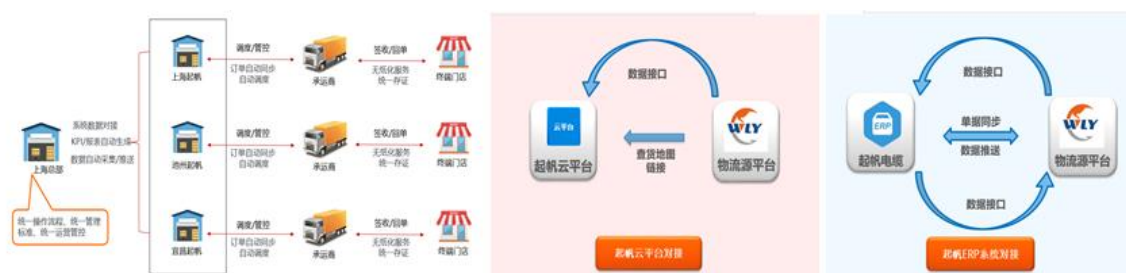 系统数据对接
KPI/报表自动生成
数据自动采集/推送
上海总部
统一操作流程、统一管理
标准、统一运营管控
上海起帆
调度/管控
订单自动同步
自动调度
承运商
签收/回单
无纸化服务
统一存证
终端门店
池州起帆
调度/管控
订单自动同步
自动调度
承运商
签收/回单
无纸化服务
统一存证
终端门店
宜昌起帆
调度/管控
订单自动同步
自动调度
承运商
签收/回单
无纸化服务
统一存证
终端门店
数据接口
云平台
起帆云平台
查货地图
链接
WLY
物流源平台
起帆云平台对接
数据接口
ERP
起帆电缆
单据同步
数据推送
WLY
物流源平台
数据接口
起帆ERP系统对接